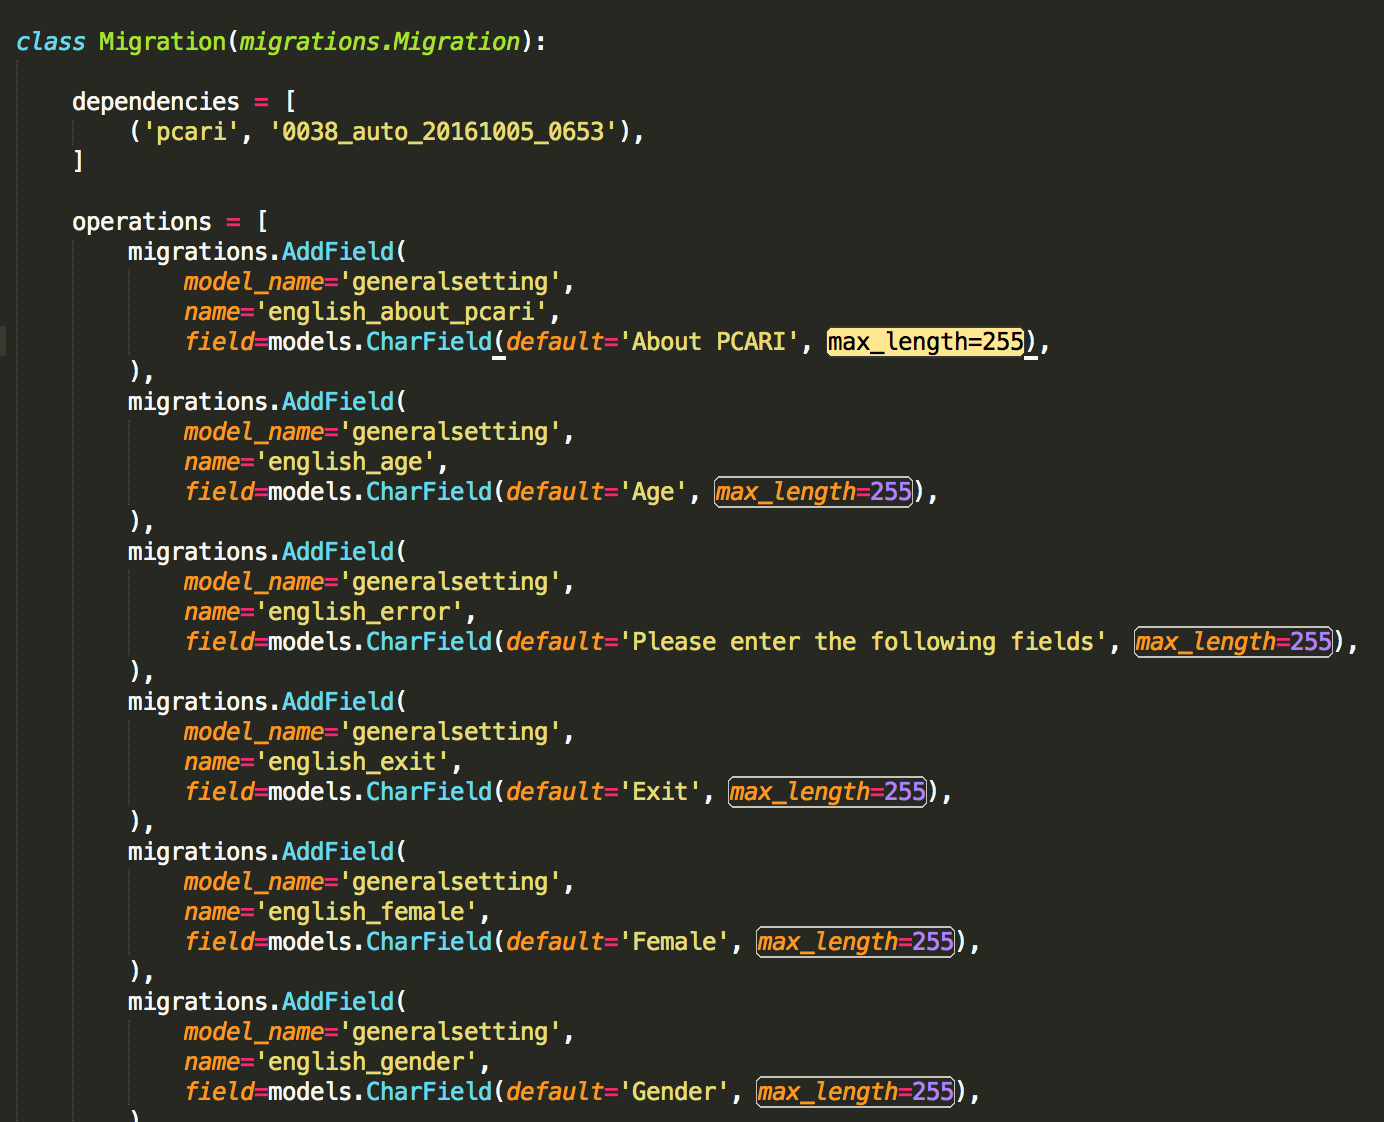 class Migration(migrations.Migration):
dependencies = [
('pcari', '0038_auto_20161005_0653'),
]
operations = [
migrations.AddField(
model_name='generalsetting',
name='english_about_pcari',
field=models.CharField(default='About PCARI', max_length=255),
),
migrations.AddField(
model_name='generalsetting',
name='english_age',
field=models.CharField(default='Age', max_length=255),
),
migrations.AddField(
model_name='generalsetting',
name='english_error',
field=models.CharField(default='Please enter the following fields', max_length=255),
),
migrations.AddField(
model_name='generalsetting',
name='english_exit',
field=models.CharField(default='Exit', max_length=255),
),
migrations.AddField(
model_name='generalsetting',
name='english_female',
field=models.CharField(default='Female', max_length=255),
),
migrations.AddField(
model_name='generalsetting',
name='english_gender',
field=models.CharField(default='Gender', max_length=255),
)